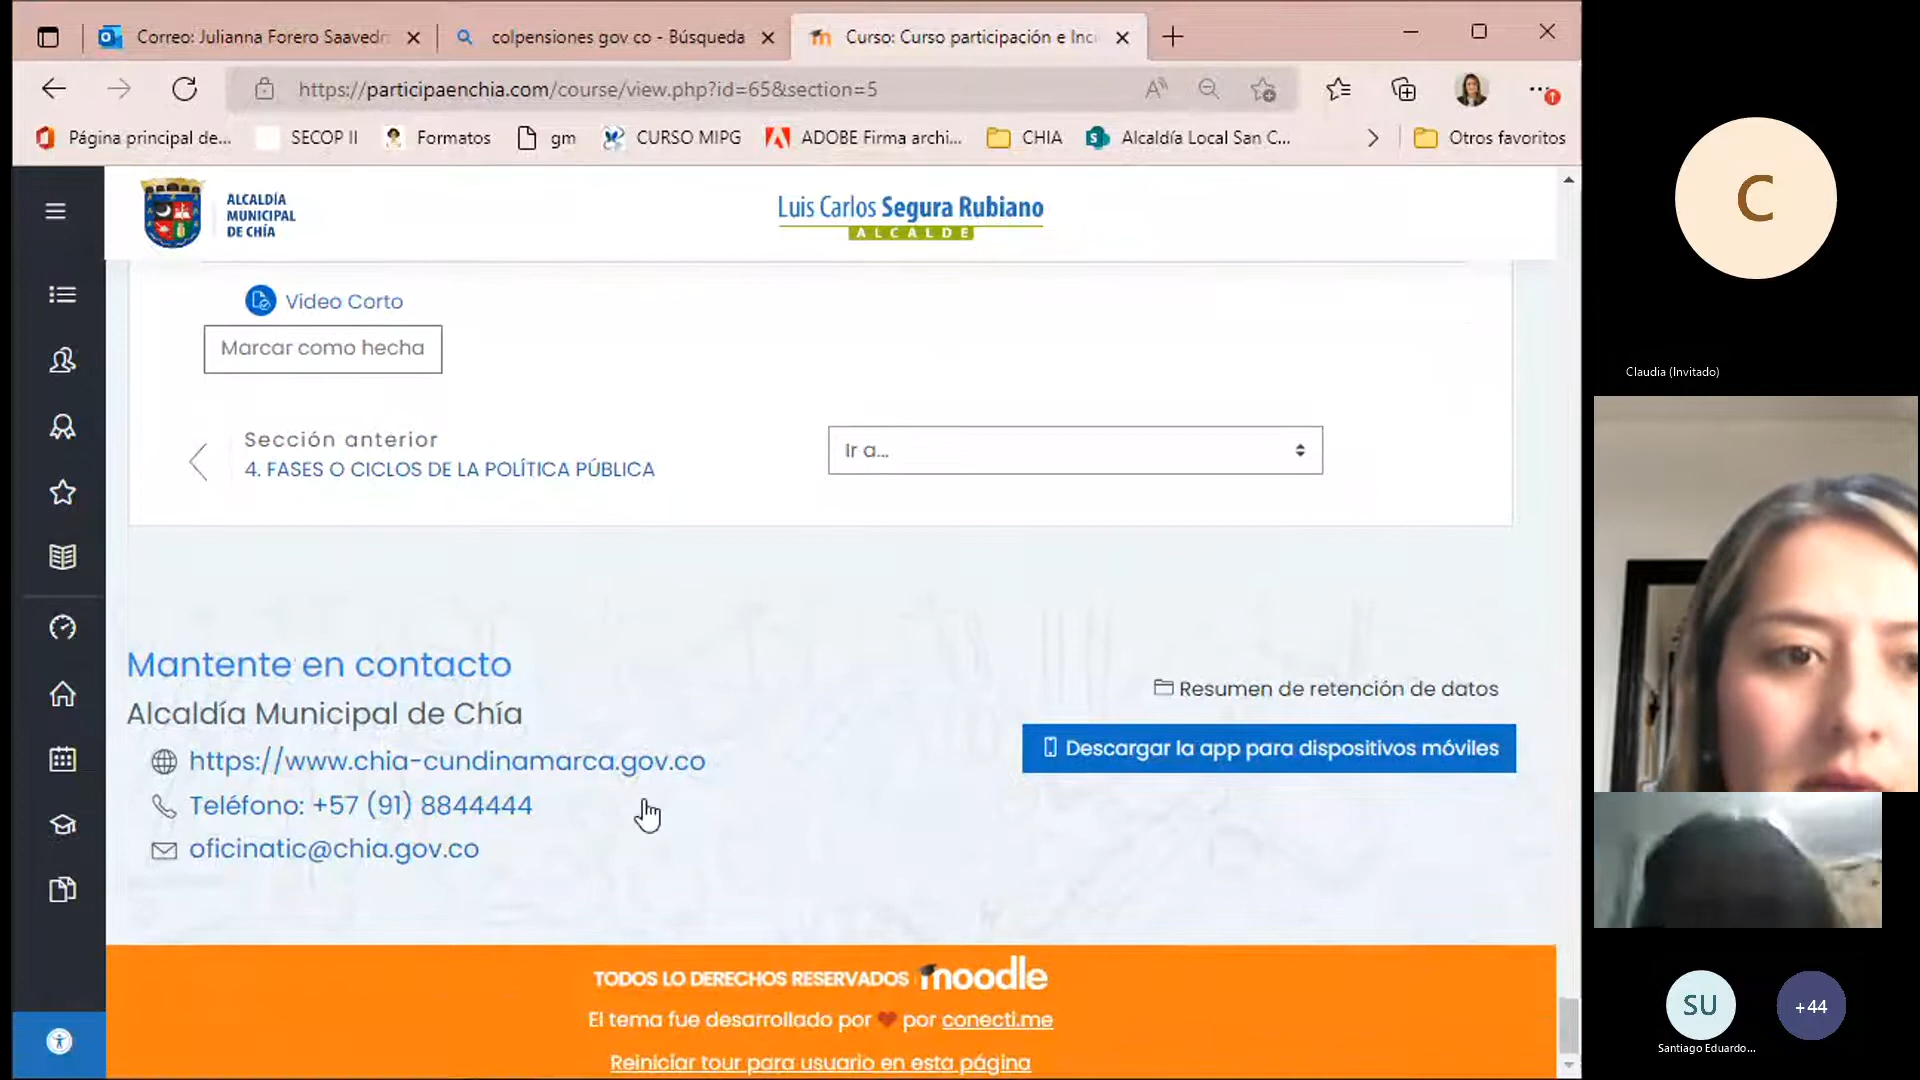 Correo: Julianna Forero Saaved
colpensiones gov co - Búsqueda
Curso: Curso participación e Inc
https://participaenchia.com/course/view.php?id=65&section=5
Página principal de...
SECOP II
Formatos
gm
CURSO MIPG
ADOBE Firma archi...
CHIA
Alcaldía Local San C...
Otros favoritos
ALCALDÍA
MUNICIPAL
DE CHÍA
Luis Carlos Segura Rubiano
ALCALDE
Video Corto
Marcar como hecha
Sección anterior
4. FASES O CICLOS DE LA POLÍTICA PÚBLICA
Ir a...
Mantente en contacto
Alcaldía Municipal de Chía
https://www.chia-cundinamarca.gov.co
Teléfono: +57 (91) 8844444
oficinatic@chia.gov.co
Resumen de retención de datos
Descargar la app para dispositivos móviles
TODOS LO DERECHOS RESERVADOS moodle
El tema fue desarrollado por ❤ por conecti.me
Reiniciar tour para usuario en esta página
C
Claudia (Invitado)
SU
+44
Santiago Eduardo...